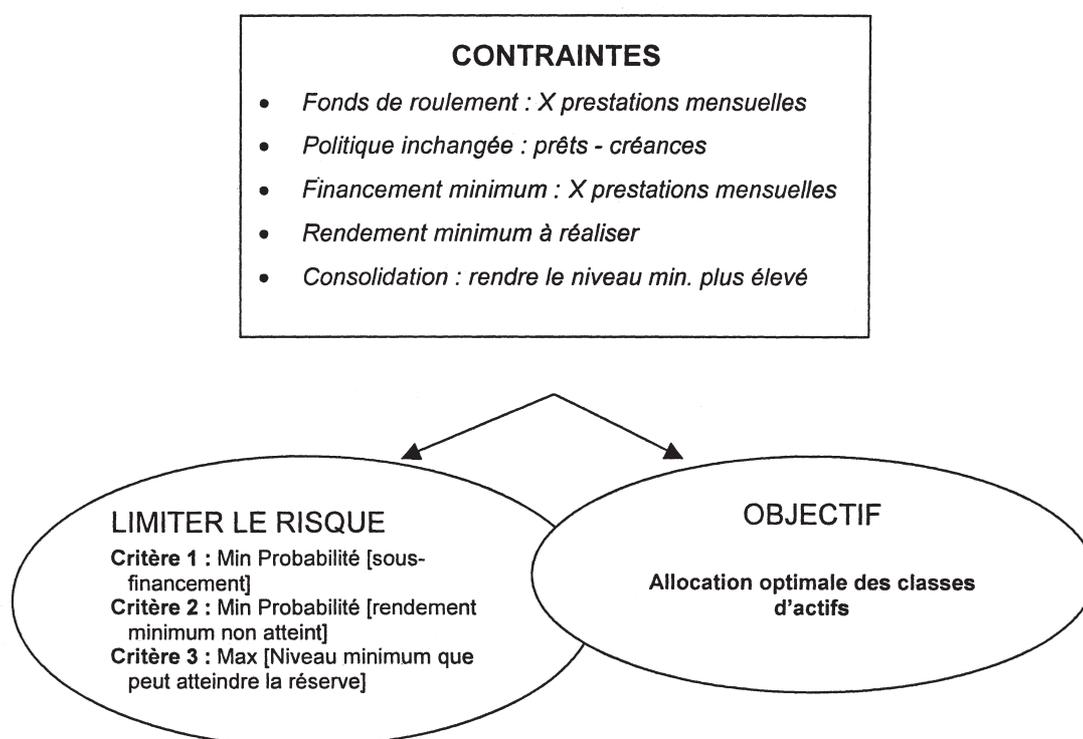 CONTRAINTES
• Fonds de roulement : X prestations mensuelles
• Politique inchangée : prêts - créances
• Financement minimum : X prestations mensuelles
• Rendement minimum à réaliser
• Consolidation : rendre le niveau min. plus élevé
LIMITER LE RISQUE
Critère 1 : Min Probabilité [sous-
financement]
Critère 2 : Min Probabilité [rendement
minimum non atteint]
Critère 3 : Max [Niveau minimum que
peut atteindre la réserve]
OBJECTIF
Allocation optimale des classes
d'actifs